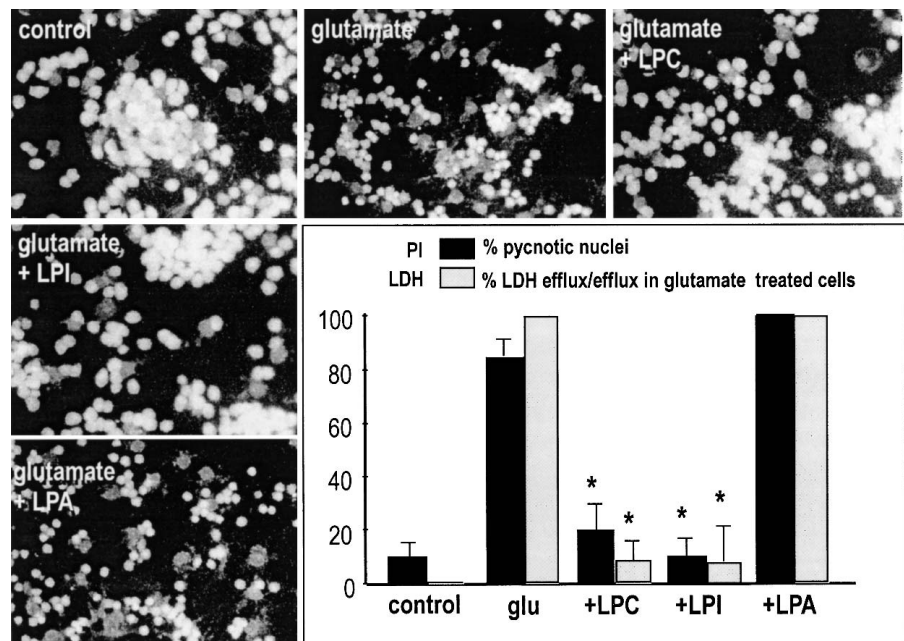 control
glutamate
glutamate
+ LPC
glutamate
+ LPI
glutamate
+ LPA
PI % pycnotic nuclei
LDH % LDH efflux/efflux in glutamate treated cells
100
80
60
40
20
0
* * * *
control glu +LPC +LPI +LPA